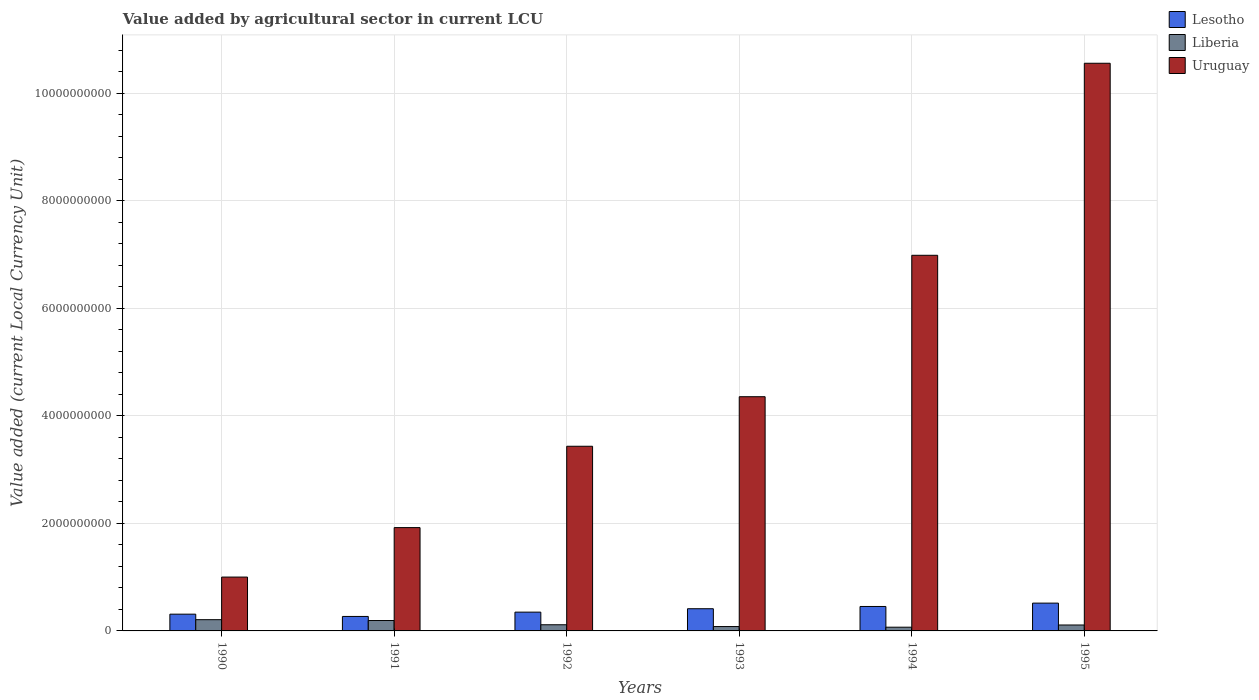 Value added by agricultural sector in current LCU
Lesotho
Liberia
Uruguay
Value added (current Local Currency Unit)
10000000000
8000000000
6000000000
4000000000
2000000000
0
1990
1991
1992
1993
1994
1995
Years